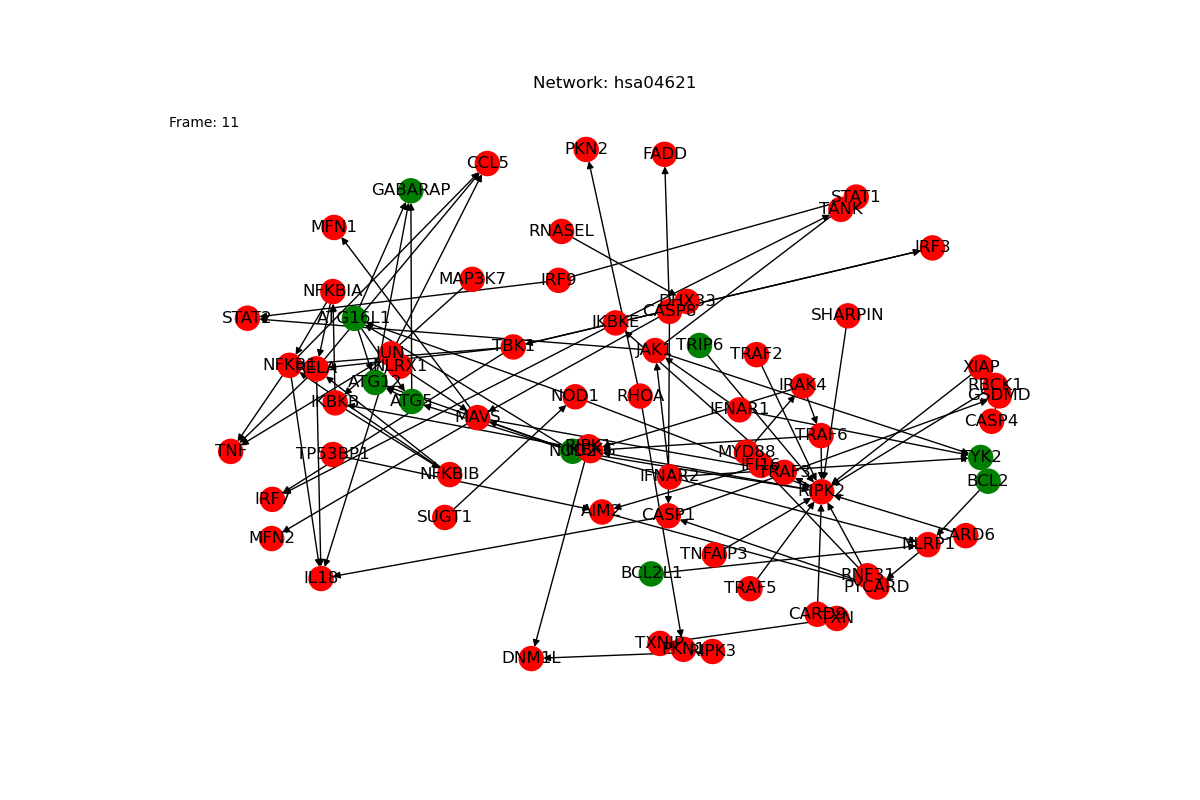 Network: hsa04621
Frame: 11
PKN2
FADD
CCL5
GABARAP
STAT1
TANK
MFN1
RNASEL
IRF3
MAP3K7
IRF9
NFKBIA
DHX33
CASP8
STAT2
ATG16L1
IKBKE
SHARPIN
TRIP6
TBK1
JAK1
JUN
TRAF2
NFKB1
RELA
NLRX1
XIAP
ATG12
RBCK1
IRAK4
GSDMD
NOD1
RHOA
IKBKB
ATG5
IFNAR1
MAVS
CASP4
TRAF6
TNF
RIPK1
MYD88
TP53BP1
TYK2
IFI16
TRAF3
NFKBIB
IFNAR2
BCL2
RIPK2
IRF7
AIM2
SUGT1
CASP1
CARD6
MFN2
NLRP1
TNFAIP3
BCL2L1
IL18
RNF31
PYCARD
TRAF5
CARD9
TXN
TXNIP
PKN1
RIPK3
DNM1L